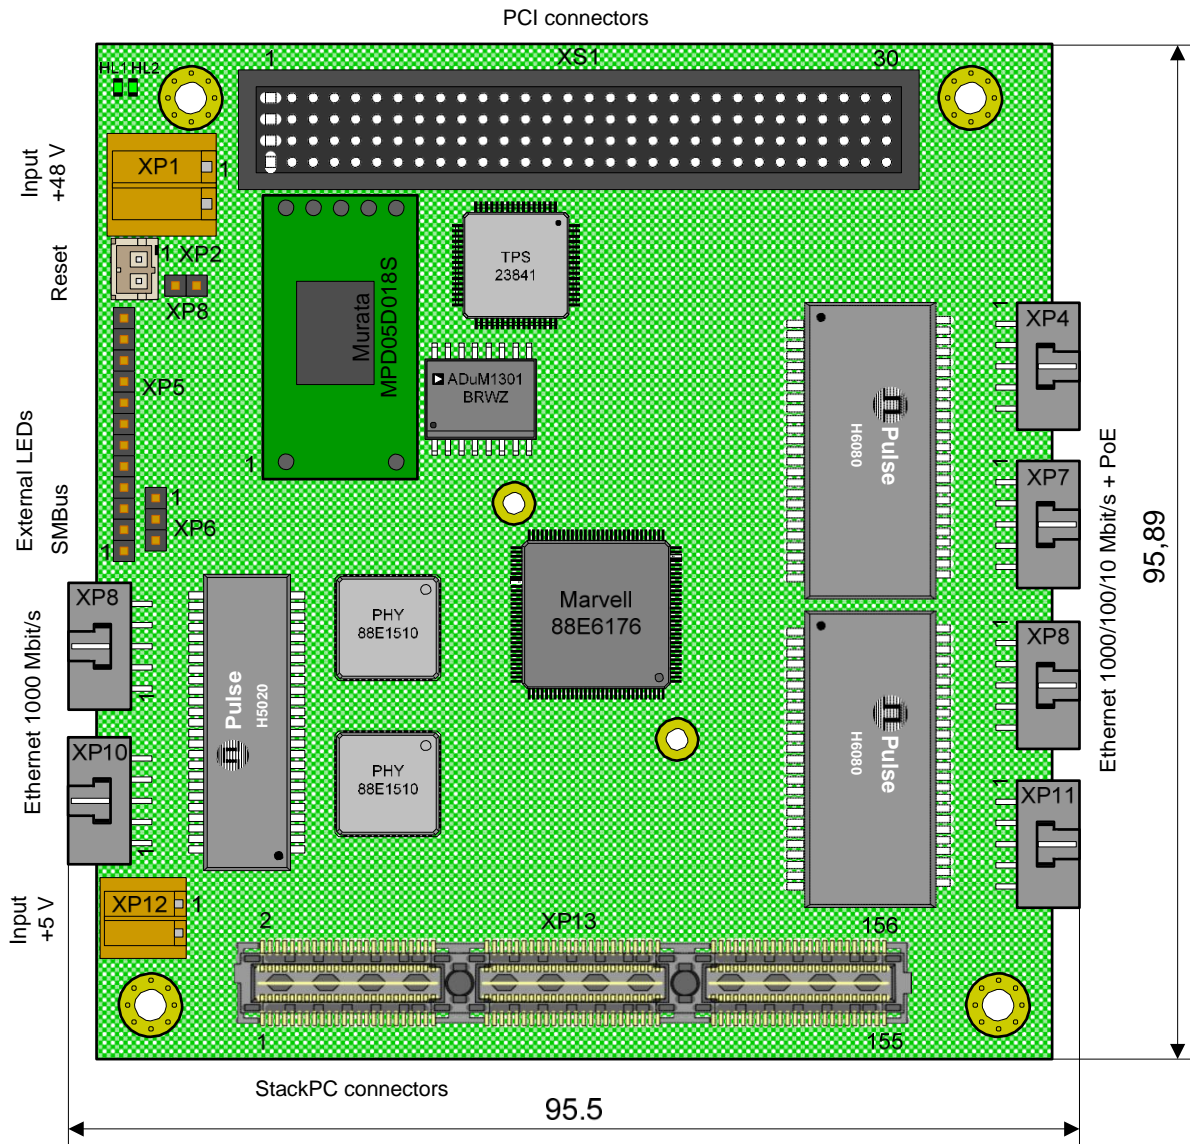 PCI connectors
XS1
1
30
HL1 HL2
Input
+48 V
XP1
1
Reset
1 XP2
XP8
TPS
23841
Murata
MPD05D018S
1
ADuM1301
BRWZ
XP5
External LEDs
SMBus
1
XP6
1
Pulse
H6080
1
XP4
1
XP7
Ethernet 1000/100/10 Mbit/s + PoE
95,89
Marvell
88E6176
PHY
88E1510
Pulse
H5020
XP8
1
Ethernet 1000 Mbit/s
XP10
1
PHY
88E1510
Pulse
H6080
1
XP8
1
XP11
Input
+5 V
XP12
1
2
XP13
156
1
155
StackPC connectors
95.5